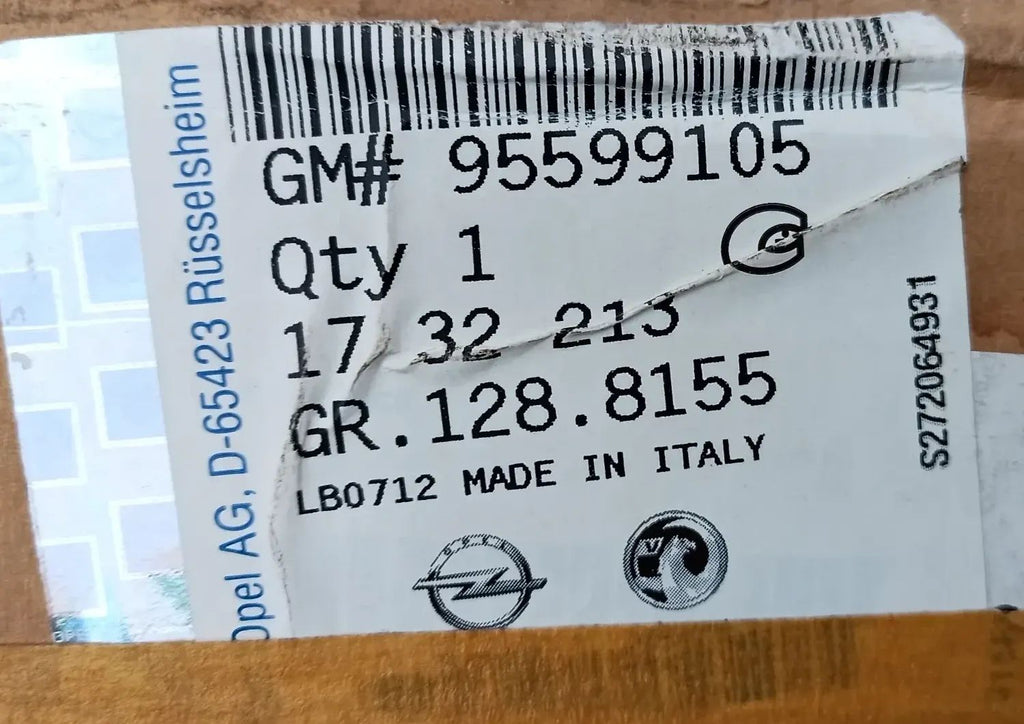 GM# 95599105
Qty 1
17 32 213
GR.128.8155
LB0712 MADE IN ITALY
Opel AG, D-65423 Rüsselsheim
S272064931
OPEL